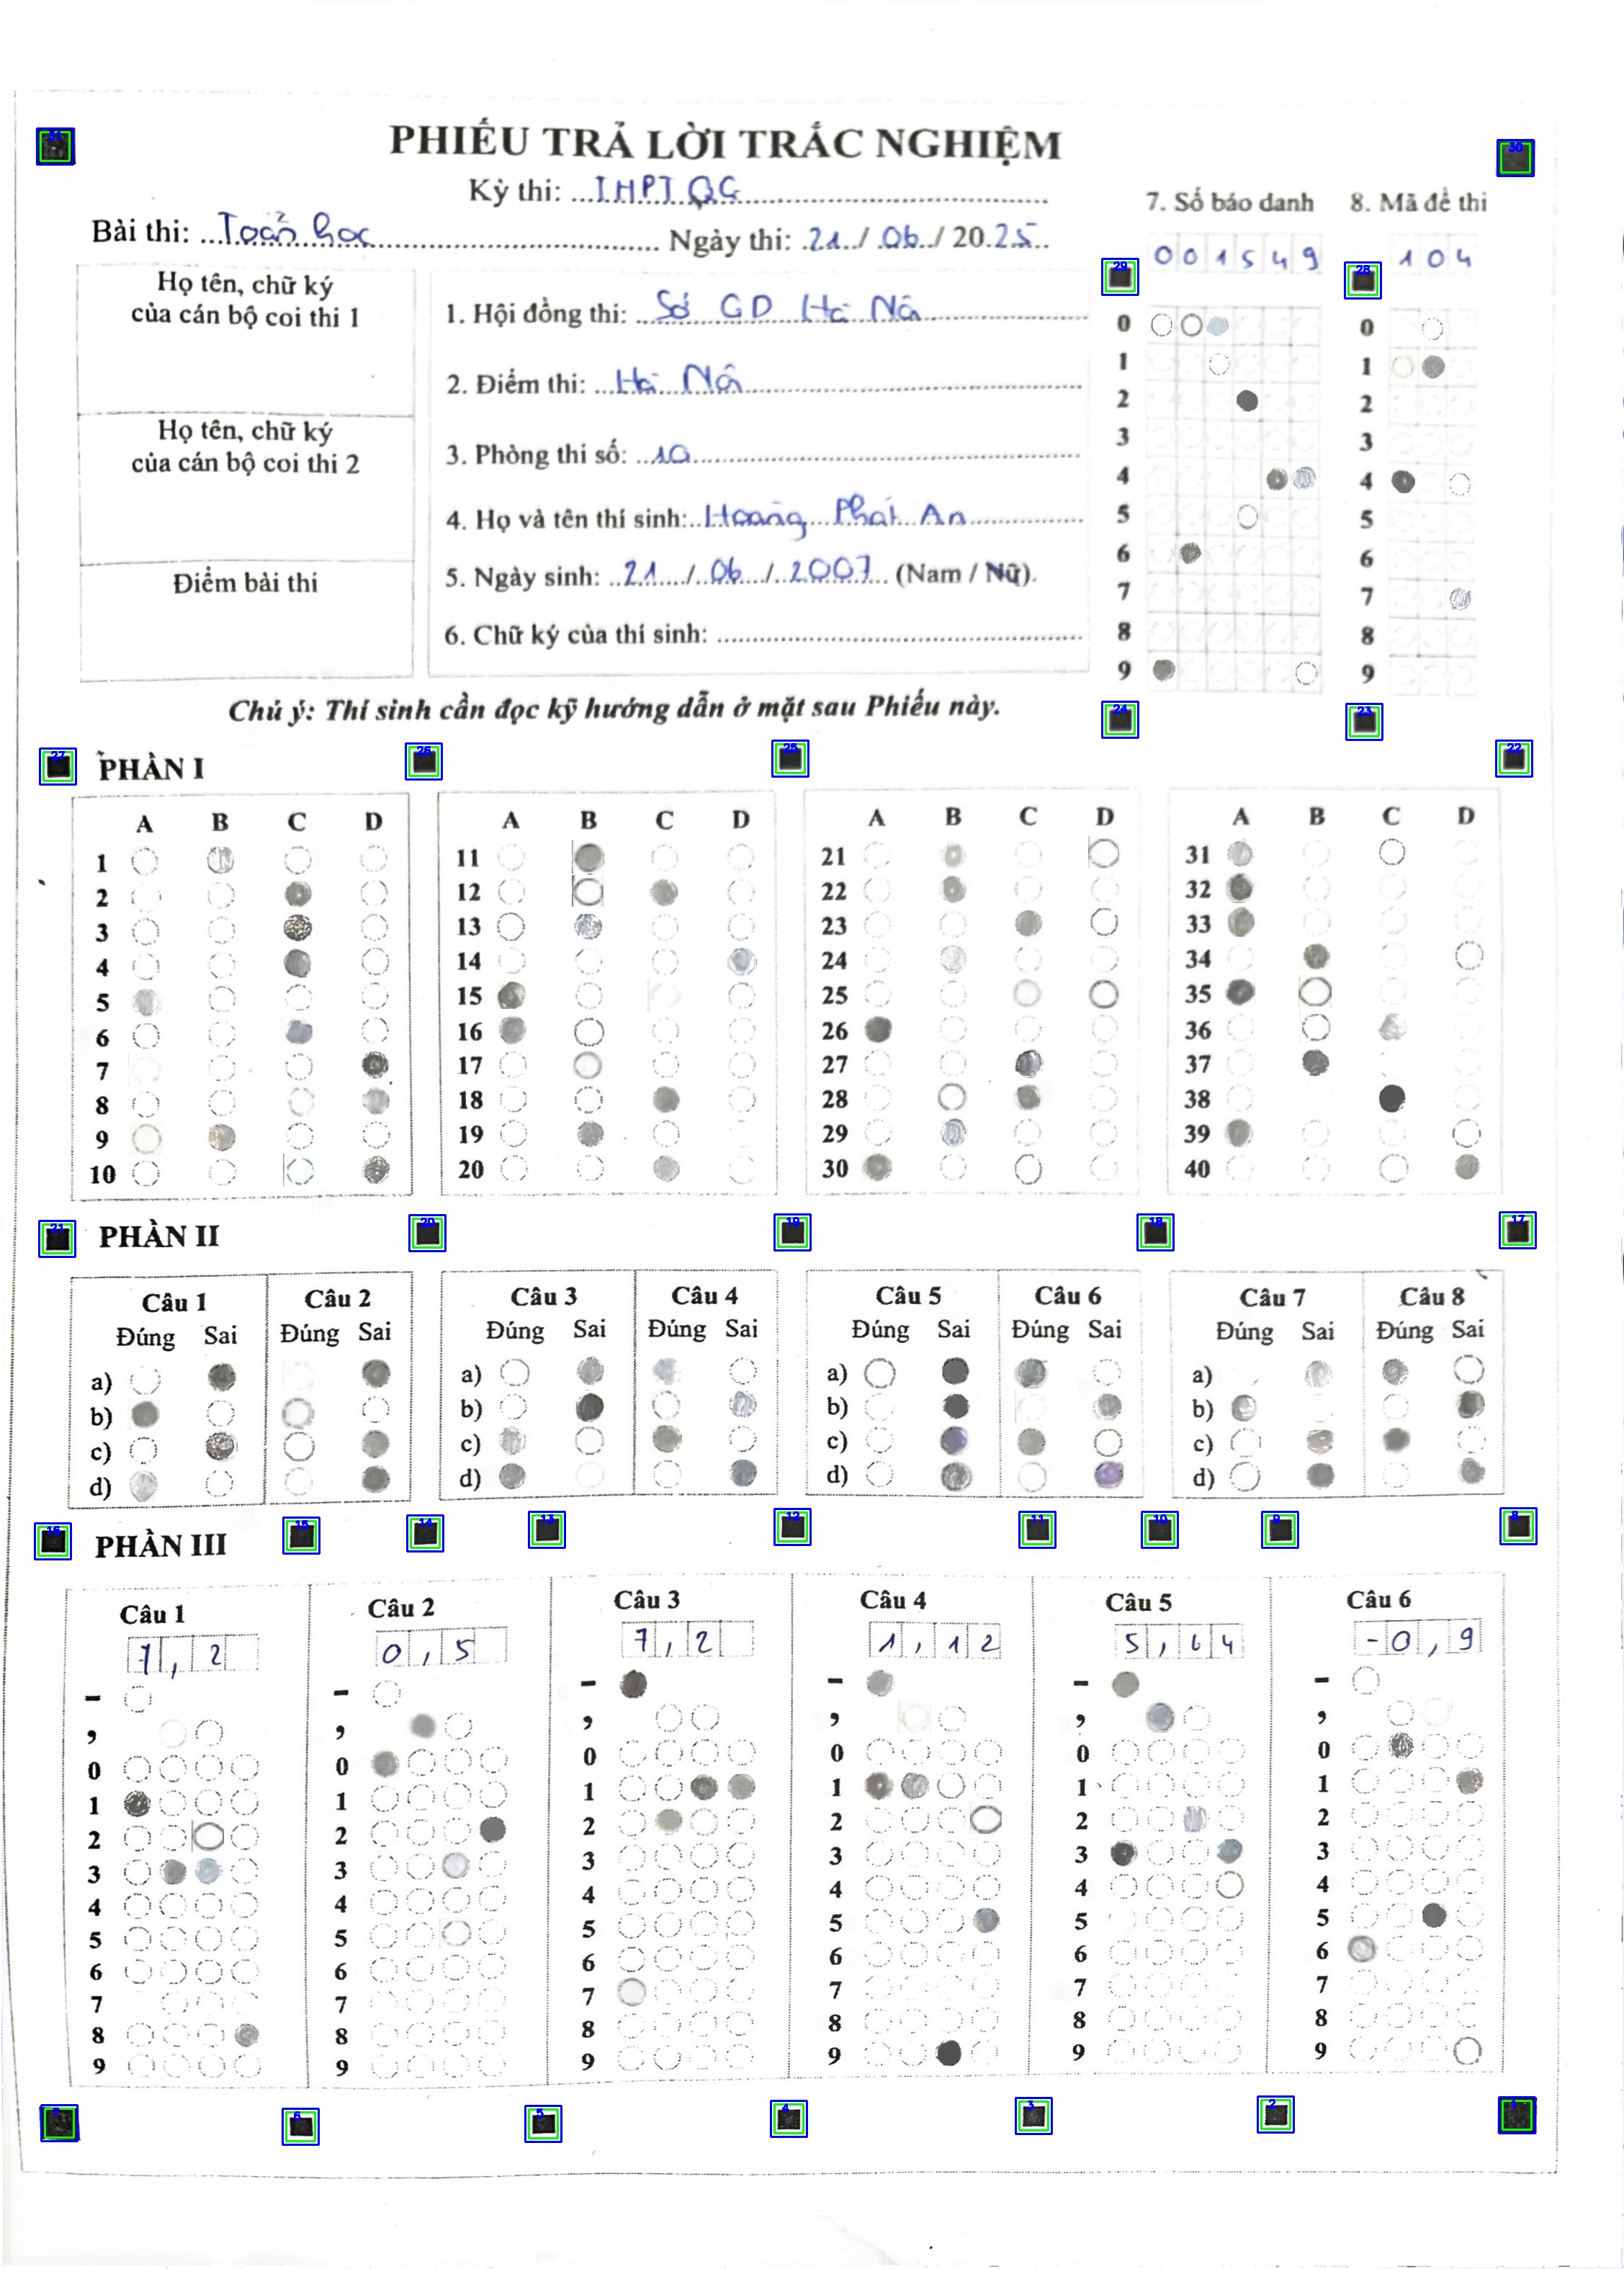 PHIẾU TRẢ LỜI TRẮC NGHIỆM
Kỳ thi: THPT QG
Bài thi: Toán học Ngày thi: 21 / 06 / 2025
7. Số báo danh 8. Mã đề thi
001549 104
Họ tên, chữ ký
của cán bộ coi thi 1
Họ tên, chữ ký
của cán bộ coi thi 2
Điểm bài thi
1. Hội đồng thi: Sở GD Hà Nội
2. Điểm thi: Hà Nội
3. Phòng thi số: 10
4. Họ và tên thí sinh: Hoàng Phát An
5. Ngày sinh: 21 / 06 / 2007 (Nam / Nữ).
6. Chữ ký của thí sinh:
0 0
1 1
2 2
3 3
4 4
5 5
6 6
7 7
8 8
9 9
Chú ý: Thí sinh cần đọc kỹ hướng dẫn ở mặt sau Phiếu này.
PHẦN I
A B C D A B C D A B C D A B C D
1 11 21 31
2 12 22 32
3 13 23 33
4 14 24 34
5 15 25 35
6 16 26 36
7 17 27 37
8 18 28 38
9 19 29 39
10 20 30 40
PHẦN II
Câu 1 Câu 2 Câu 3 Câu 4 Câu 5 Câu 6 Câu 7 Câu 8
Đúng Sai Đúng Sai Đúng Sai Đúng Sai Đúng Sai Đúng Sai Đúng Sai Đúng Sai
a) a) a) a)
b) b) b) b)
c) c) c) c)
d) d) d) d)
PHẦN III
Câu 1 Câu 2 Câu 3 Câu 4 Câu 5 Câu 6
7,2 0,5 7,2 1,12 5,64 -0,9
- - - - - -
, , , , , ,
0 0 0 0 0 0
1 1 1 1 1 1
2 2 2 2 2 2
3 3 3 3 3 3
4 4 4 4 4 4
5 5 5 5 5 5
6 6 6 6 6 6
7 7 7 7 7 7
8 8 8 8 8 8
9 9 9 9 9 9